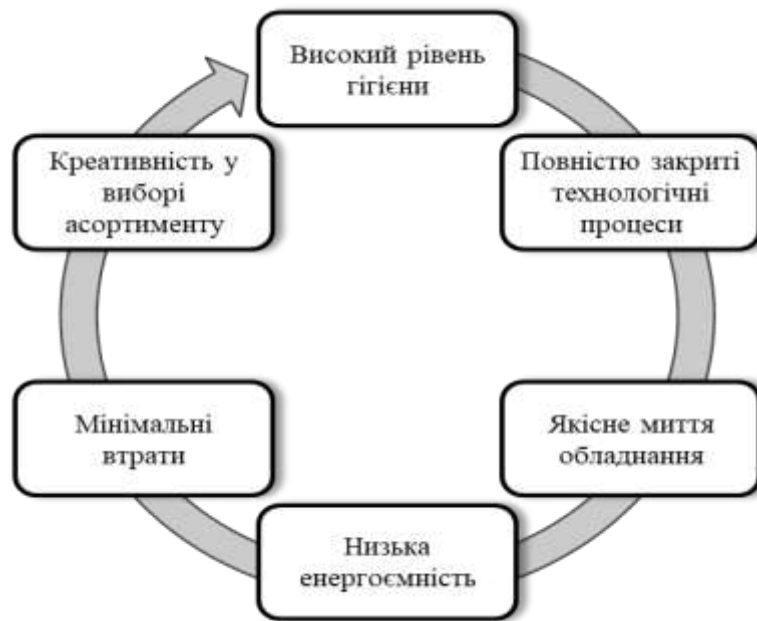 Високий рівень
гігієни
Повністю закриті
технологічні
процеси
Якісне миття
обладнання
Низька
енергоємність
Мінімальні
втрати
Креативність у
виборі
асортименту